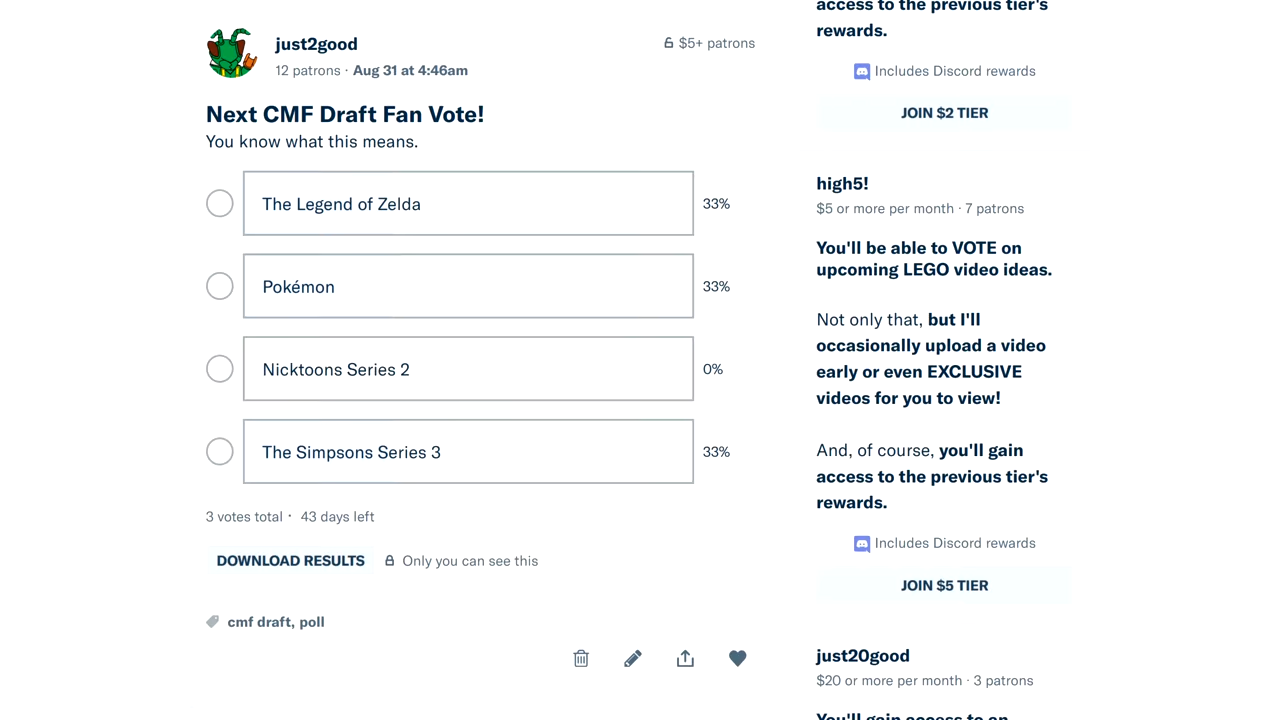 just2good
$5+ patrons
12 patrons · Aug 31 at 4:46am
Next CMF Draft Fan Vote!
You know what this means.
The Legend of Zelda
33%
Pokémon
33%
Nicktoons Series 2
0%
The Simpsons Series 3
33%
3 votes total · 43 days left
DOWNLOAD RESULTS
Only you can see this
cmf draft, poll
access to the previous tier's
rewards.
Includes Discord rewards
JOIN $2 TIER
high5!
$5 or more per month · 7 patrons
You'll be able to VOTE on
upcoming LEGO video ideas.
Not only that, but I'll
occasionally upload a video
early or even EXCLUSIVE
videos for you to view!
And, of course, you'll gain
access to the previous tier's
rewards.
Includes Discord rewards
JOIN $5 TIER
just20good
$20 or more per month · 3 patrons
You'll gain access to an